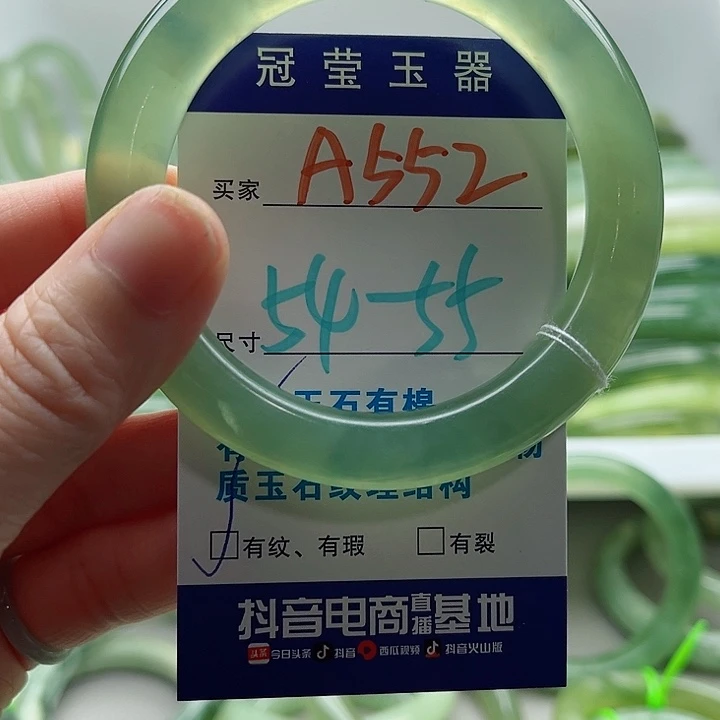 冠莹玉器
买家 A552
尺寸 54-55
玉石有棉
质玉石纹理结构
□有纹、有瑕 □有裂
抖音电商直播基地
头条 今日头条 抖音 西瓜视频 抖音火山版